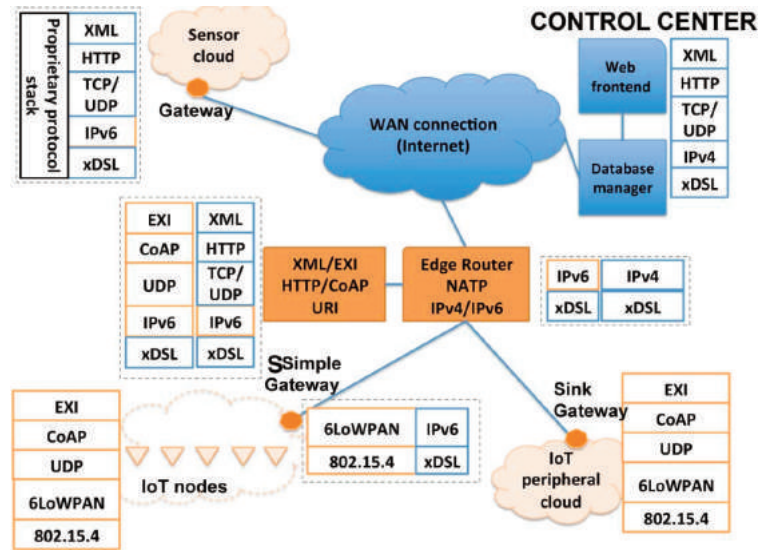 CONTROL CENTER
Proprietary protocol
stack
XML
HTTP
TCP/
UDP
IPv6
xDSL
Sensor
cloud
Gateway
WAN connection
(Internet)
Web
frontend
Database
manager
XML
HTTP
TCP/
UDP
IPv4
xDSL
EXI
CoAP
UDP
IPv6
xDSL
XML
HTTP
TCP/
UDP
IPv6
xDSL
XML/EXI
HTTP/CoAP
URI
Edge Router
NATP
IPv4/IPv6
IPv6 IPv4
xDSL xDSL
SSimple
Gateway
EXI
CoAP
UDP
6LoWPAN
802.15.4
IoT nodes
6LoWPAN IPv6
802.15.4 xDSL
Sink
Gateway
IoT
peripheral
cloud
EXI
CoAP
UDP
6LoWPAN
802.15.4